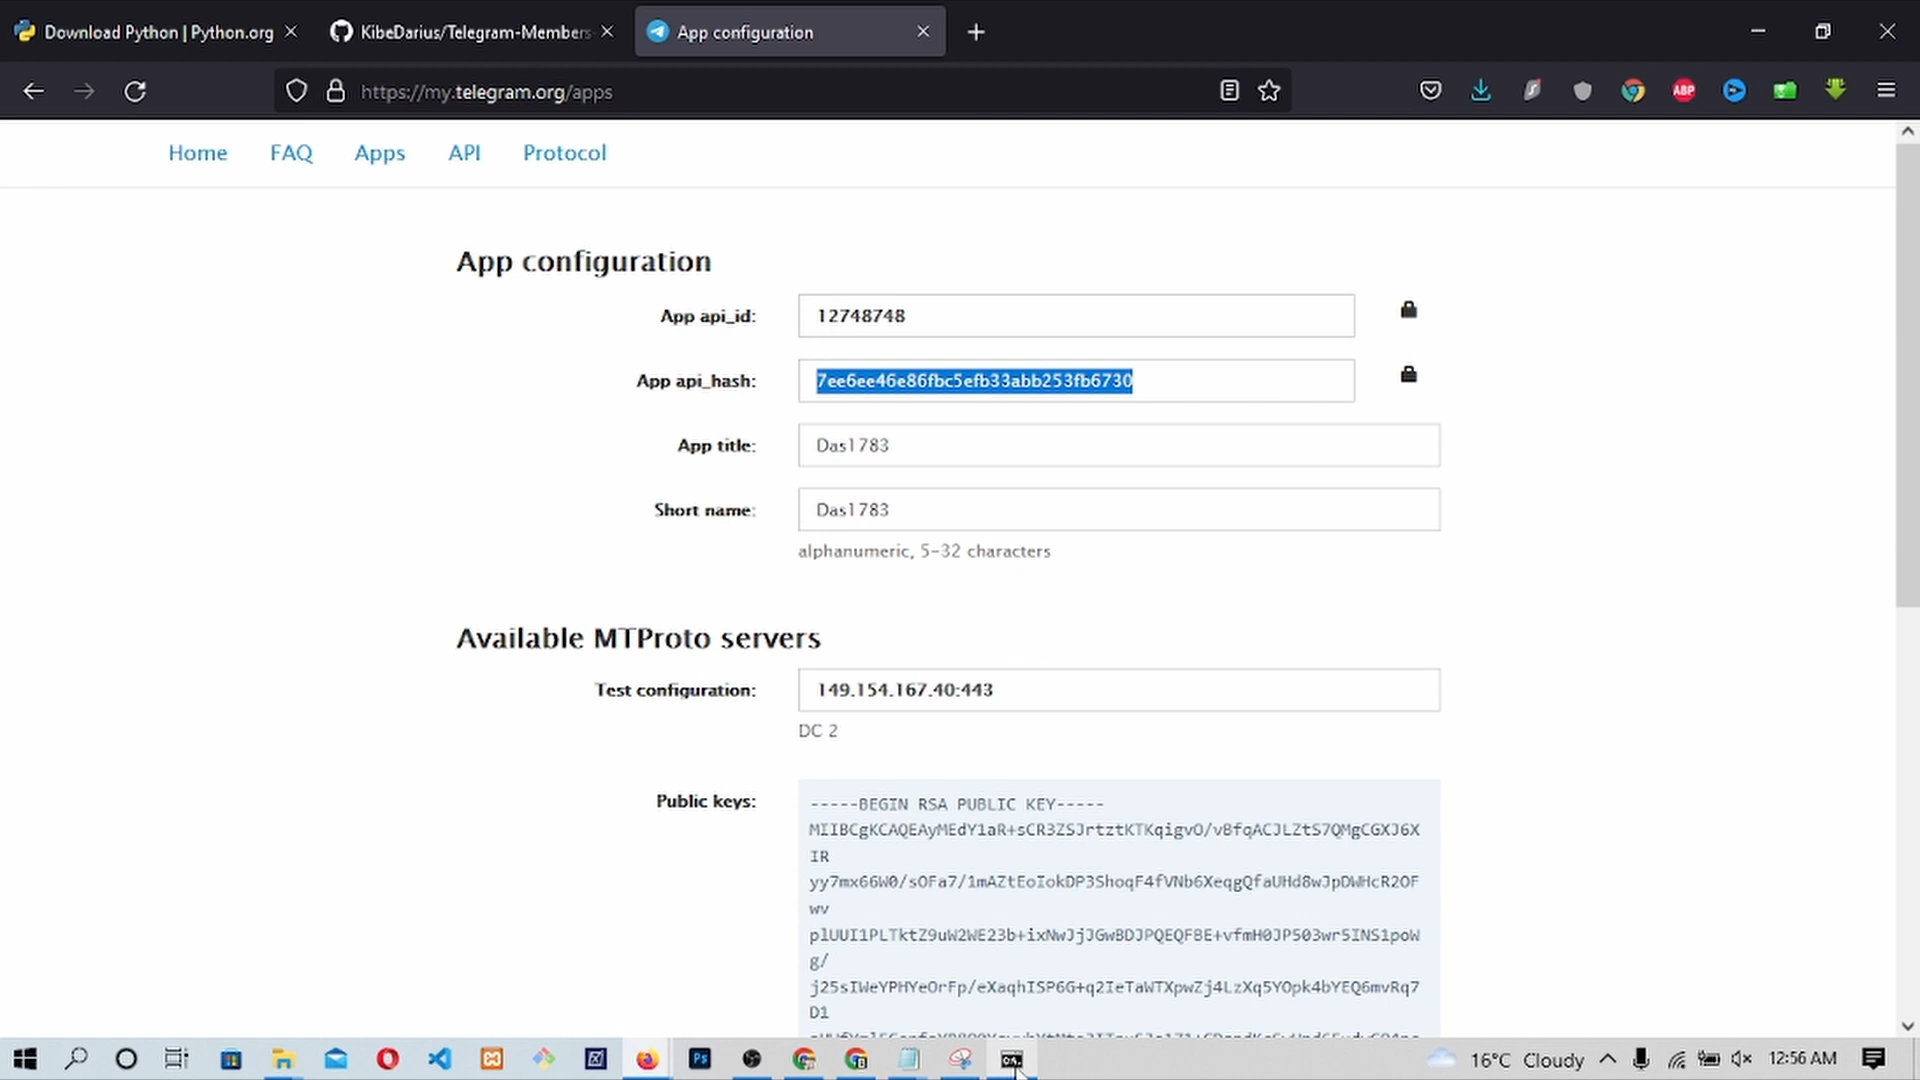 Download Python | Python.org
KibeDarius/Telegram-Members-
App configuration
https://my.telegram.org/apps
ABP
Home
FAQ
Apps
API
Protocol
App configuration
App api_id:
12748748
App api_hash:
7ee6ee46e86fbc5efb33abb253fb6730
App title:
Das1783
Short name:
Das1783
alphanumeric, 5-32 characters
Available MTProto servers
Test configuration:
149.154.167.40:443
DC 2
Public keys:
-----BEGIN RSA PUBLIC KEY-----
MIIBCgKCAQEAyMEdY1aR+sCR3ZSJrtztKTKqigvO/vBfqACJLZtS7QMgCGXJ6X
IR
yy7mx66W0/sOFa7/1mAZtEoIokDP3ShoqF4fVNb6XeqgQfaUHd8wJpDWHcR2OF
wv
plUUI1PLTktZ9uW2WE23b+ixNwJjJGwBDJPQEQFBE+vfmH0JP503wr5INS1poW
g/
j25sIWeYPHYeOrFp/eXaqhISP6G+q2IeTaWTXpwZj4LzXq5YOpk4bYEQ6mvRq7
D1
16°C Cloudy
12:56 AM